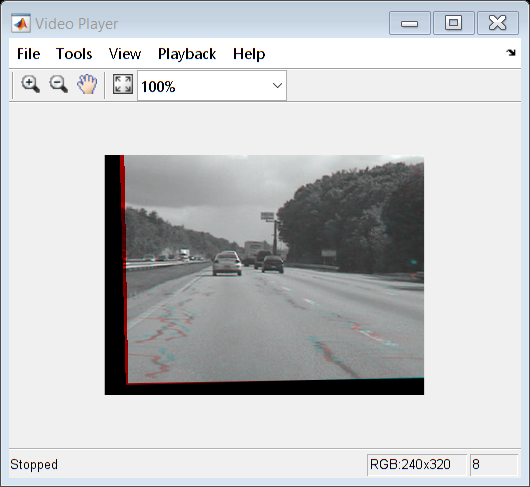 Video Player
File Tools View Playback Help
100%
Stopped RGB:240x320 8